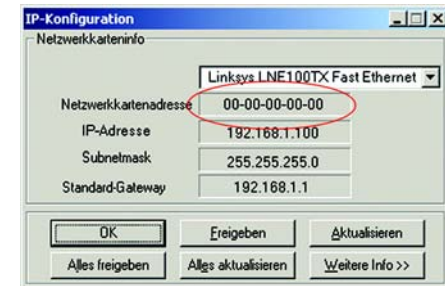 IP-Konfiguration
Netzwerkkarteninfo
Linksys LNE100TX Fast Ethernet
Netzwerkkartenadresse 00-00-00-00-00
IP-Adresse 192.168.1.100
Subnetmask 255.255.255.0
Standard-Gateway 192.168.1.1
OK Freigeben Aktualisieren
Alles freigeben Alles aktualisieren Weitere Info >>